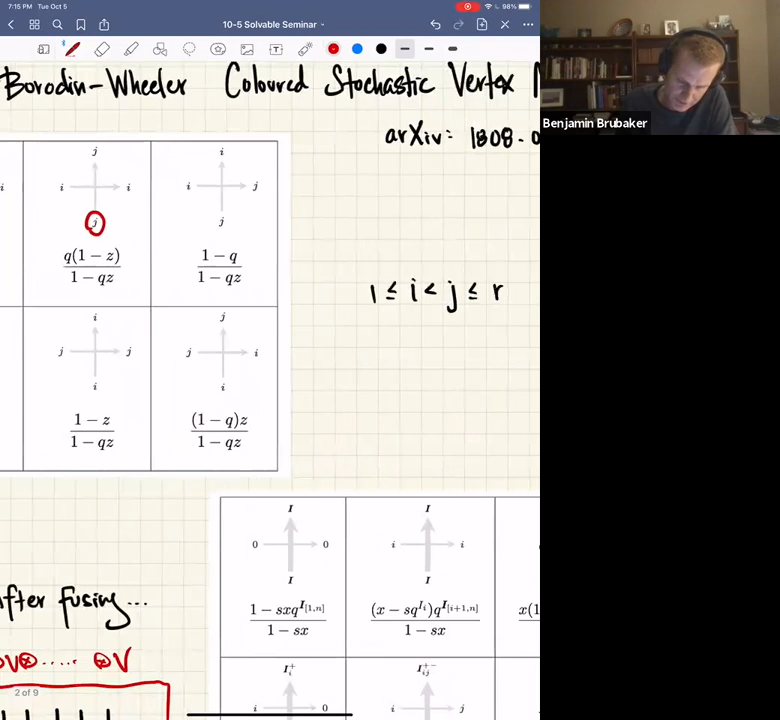 7:15 PM Tue Oct 5
98%
10-5 Solvable Seminar
Borodin-Wheeler Coloured Stochastic Vertex
arXiv: 1808.0
Benjamin Brubaker
i
j
i i
j
q(1 − z)
1 − qz
i
i j
j
1 − q
1 − qz
1 ≤ i < j ≤ r
i
j j
i
1 − z
1 − qz
j
j i
i
(1 − q)z
1 − qz
After fusing...
V⊗ ..... ⊗V
2 of 9
I
0 0
I
1 − sxq^{I_{[1,n]}}
1 − sx
I
i i
I
(x − sq^{I_i})q^{I_{[i+1,n]}}
1 − sx
x(1
I_i^+
i 0
I_{ij}^{+−}
i j